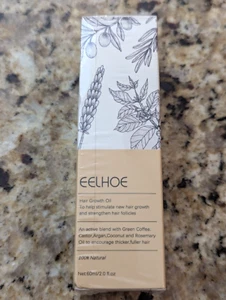 EELHOE
Hair Growth Oil
To help stimulate new hair growth
and strengthen hair follicles
An active blend with Green Coffee
Castor,Argan,Coconut and Rosemary
Oil to encourage thicker,fuller hair
Natural
Net 60ml/2.0 fl.oz.